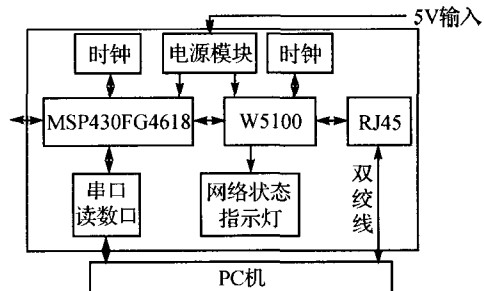 5V输入
时钟
电源模块
时钟
MSP430FG4618
W5100
RJ45
串口
读数口
网络状态
指示灯
双绞线
PC机